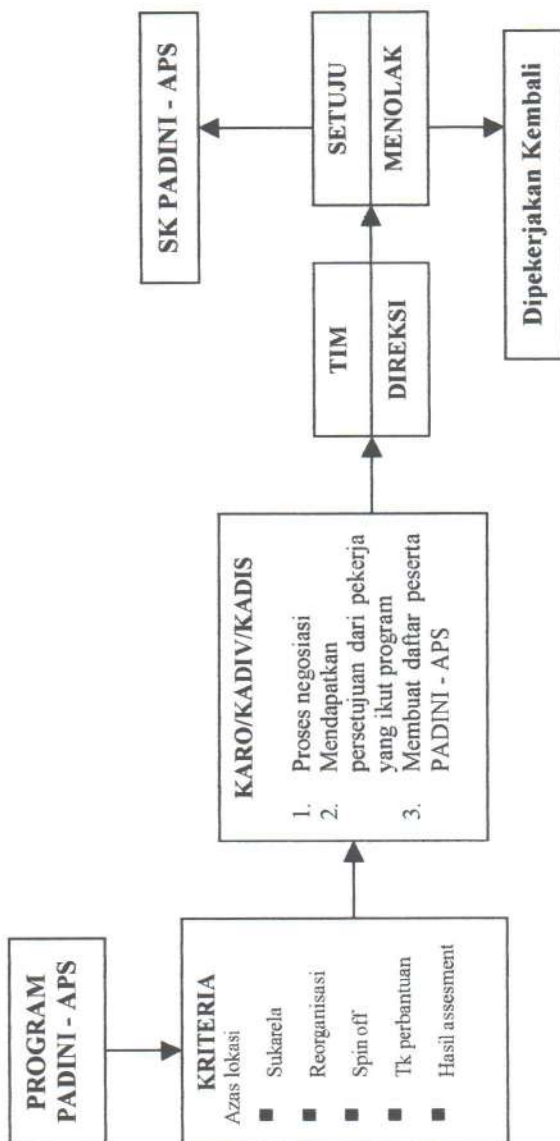 PROGRAM
PADINI - APS
KRITERIA
Azas lokasi
■ Sukarela
■ Reorganisasi
■ Spin off
■ Tk perbantuan
■ Hasil assesment
KARO/KADIV/KADIS
1. Proses negosiasi
2. Mendapatkan
persetujuan dari pekerja
yang ikut program
3. Membuat daftar peserta
PADINI - APS
TIM
DIREKSI
SETUJU
MENOLAK
SK PADINI - APS
Dipekerjakan Kembali